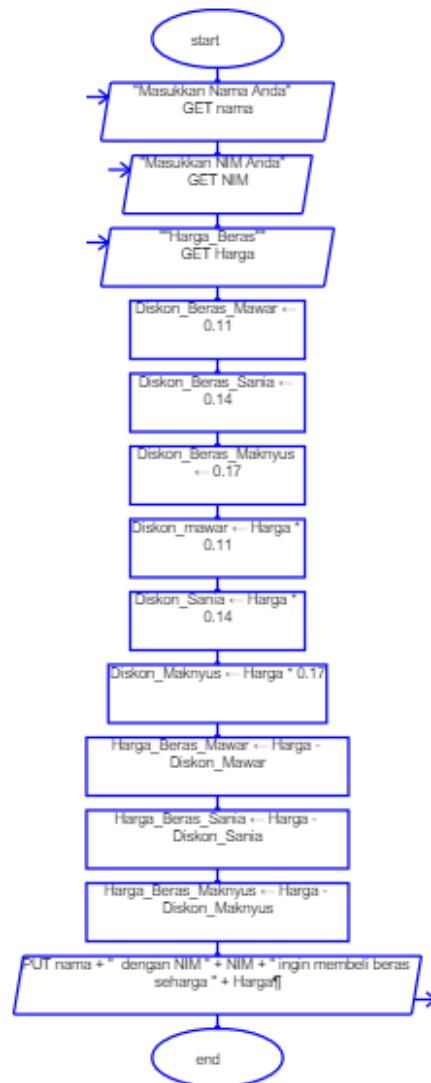 start
"Masukkan Nama Anda"
GET nama
"Masukkan NIM Anda"
GET NIM
""Harga_Beras""
GET Harga
Diskon_Beras_Mawar ←
0.11
Diskon_Beras_Sania ←
0.14
Diskon_Beras_Maknyus
← 0.17
Diskon_mawar ← Harga *
0.11
Diskon_Sania ← Harga *
0.14
Diskon_Maknyus ← Harga * 0.17
Harga_Beras_Mawar ← Harga -
Diskon_Mawar
Harga_Beras_Sania ← Harga -
Diskon_Sania
Harga_Beras_Maknyus ← Harga -
Diskon_Maknyus
PUT nama + "  dengan NIM " + NIM + " ingin membeli beras
seharga " + Harga¶
end